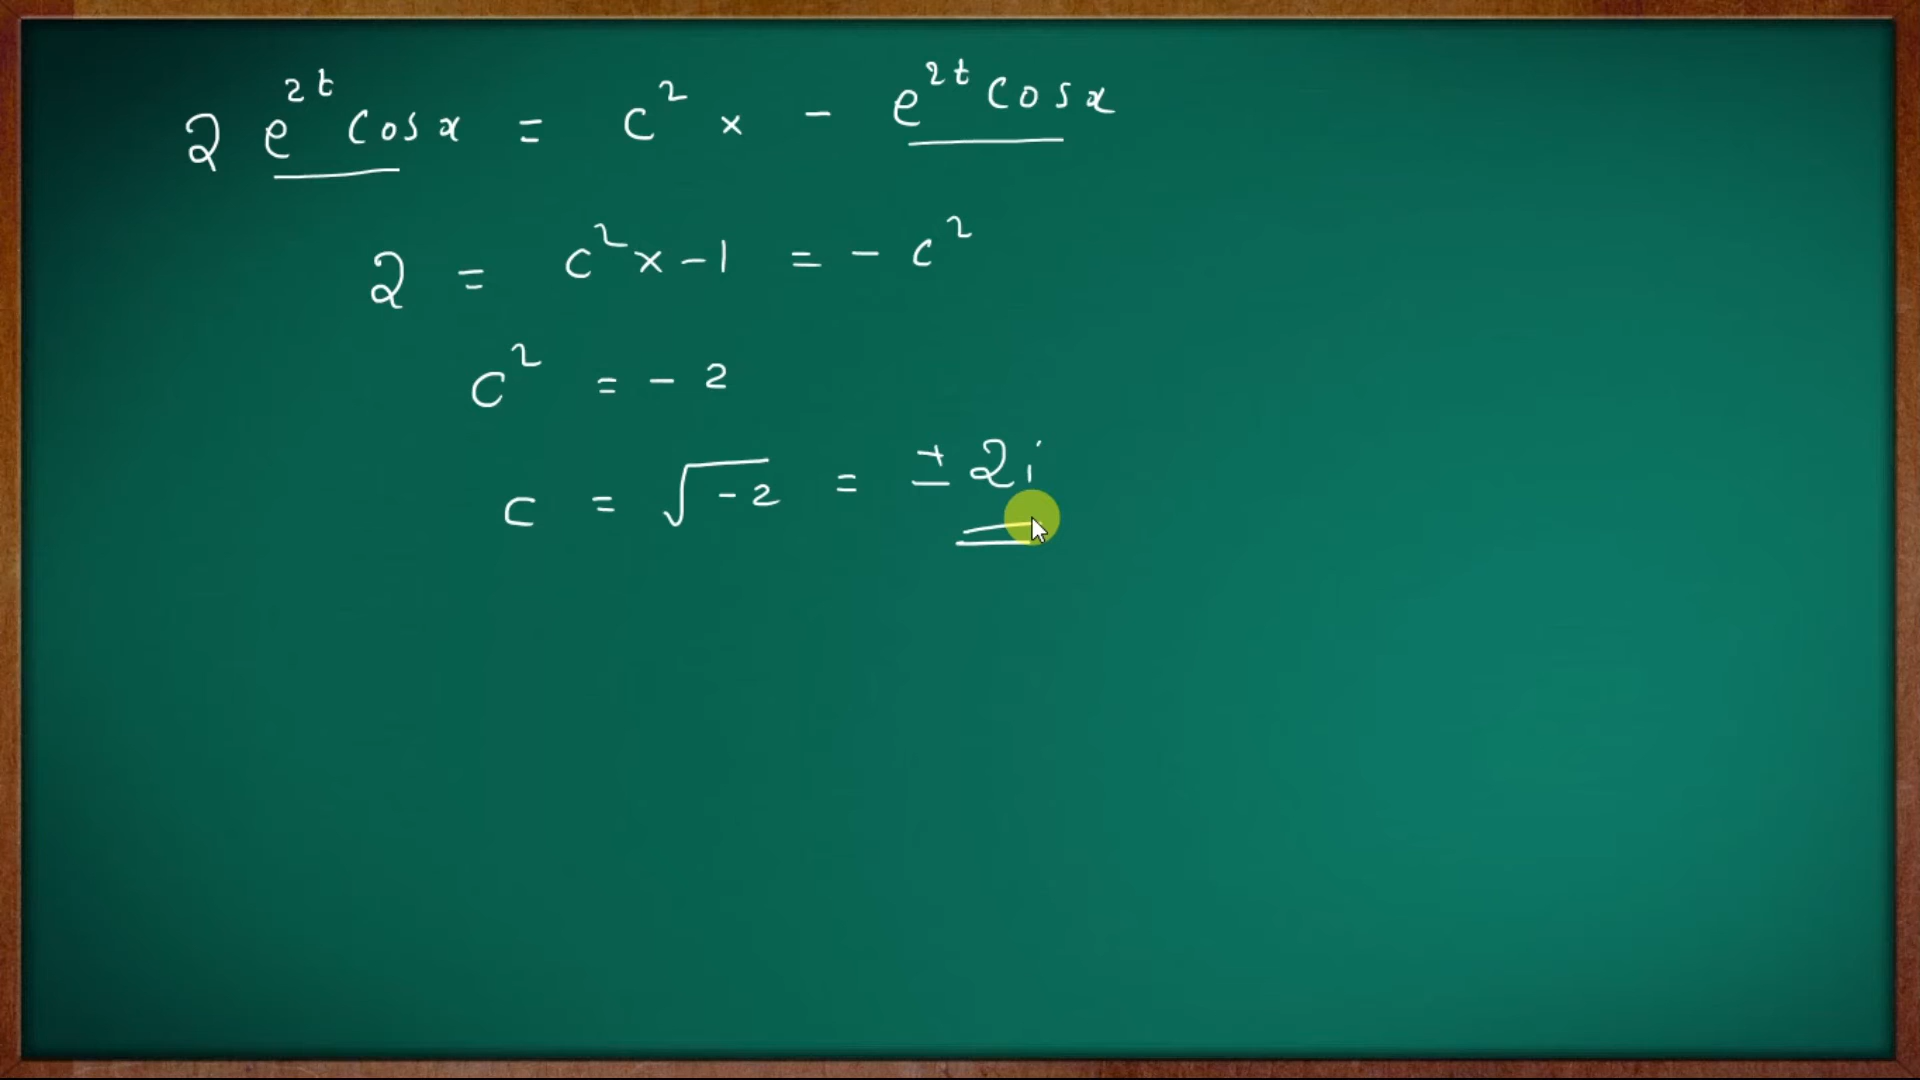 2 e^{2t} cos x = c^2 × - e^{2t} cos x
2 = c^2 × -1 = - c^2
c^2 = - 2
c = √-2 = ± 2i